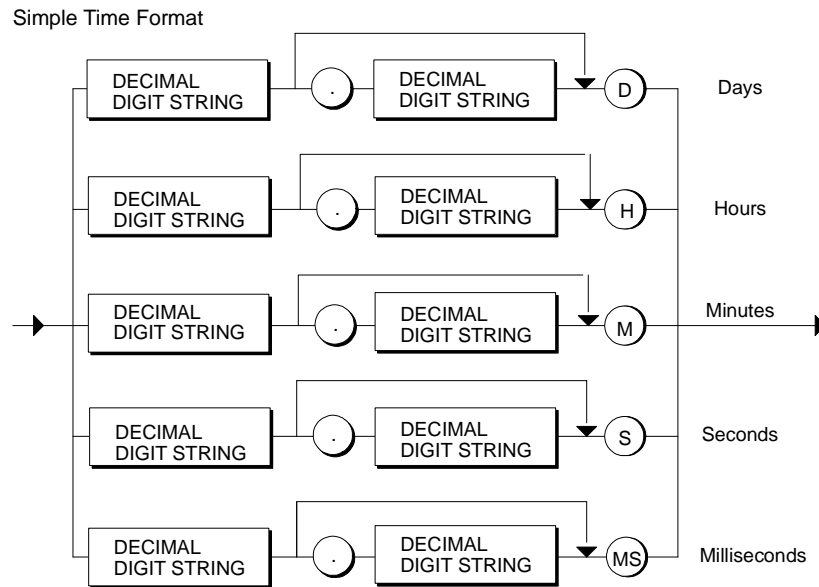 Simple Time Format
DECIMAL
DIGIT STRING
.
DECIMAL
DIGIT STRING
D
Days
DECIMAL
DIGIT STRING
.
DECIMAL
DIGIT STRING
H
Hours
DECIMAL
DIGIT STRING
.
DECIMAL
DIGIT STRING
M
Minutes
DECIMAL
DIGIT STRING
.
DECIMAL
DIGIT STRING
S
Seconds
DECIMAL
DIGIT STRING
.
DECIMAL
DIGIT STRING
MS
Milliseconds